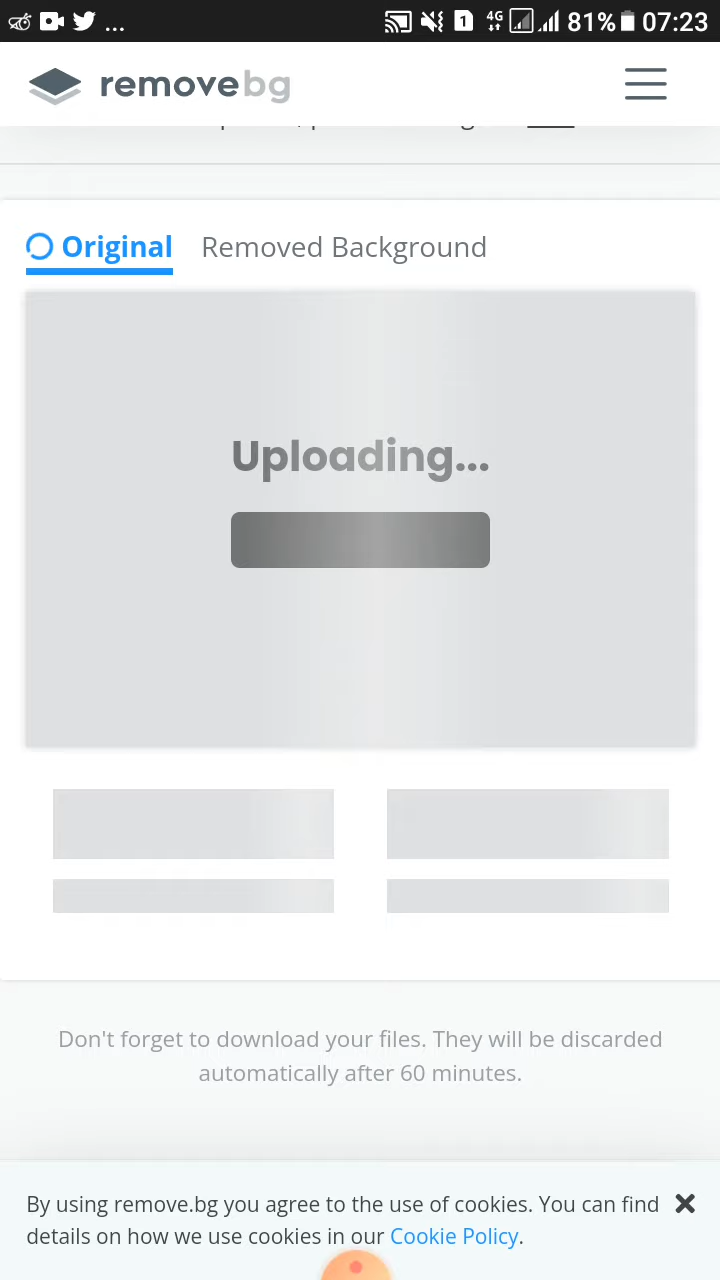 ... 1 4G 81% 07:23
removebg
Original Removed Background
Uploading...
Don't forget to download your files. They will be discarded
automatically after 60 minutes.
By using remove.bg you agree to the use of cookies. You can find
details on how we use cookies in our Cookie Policy.